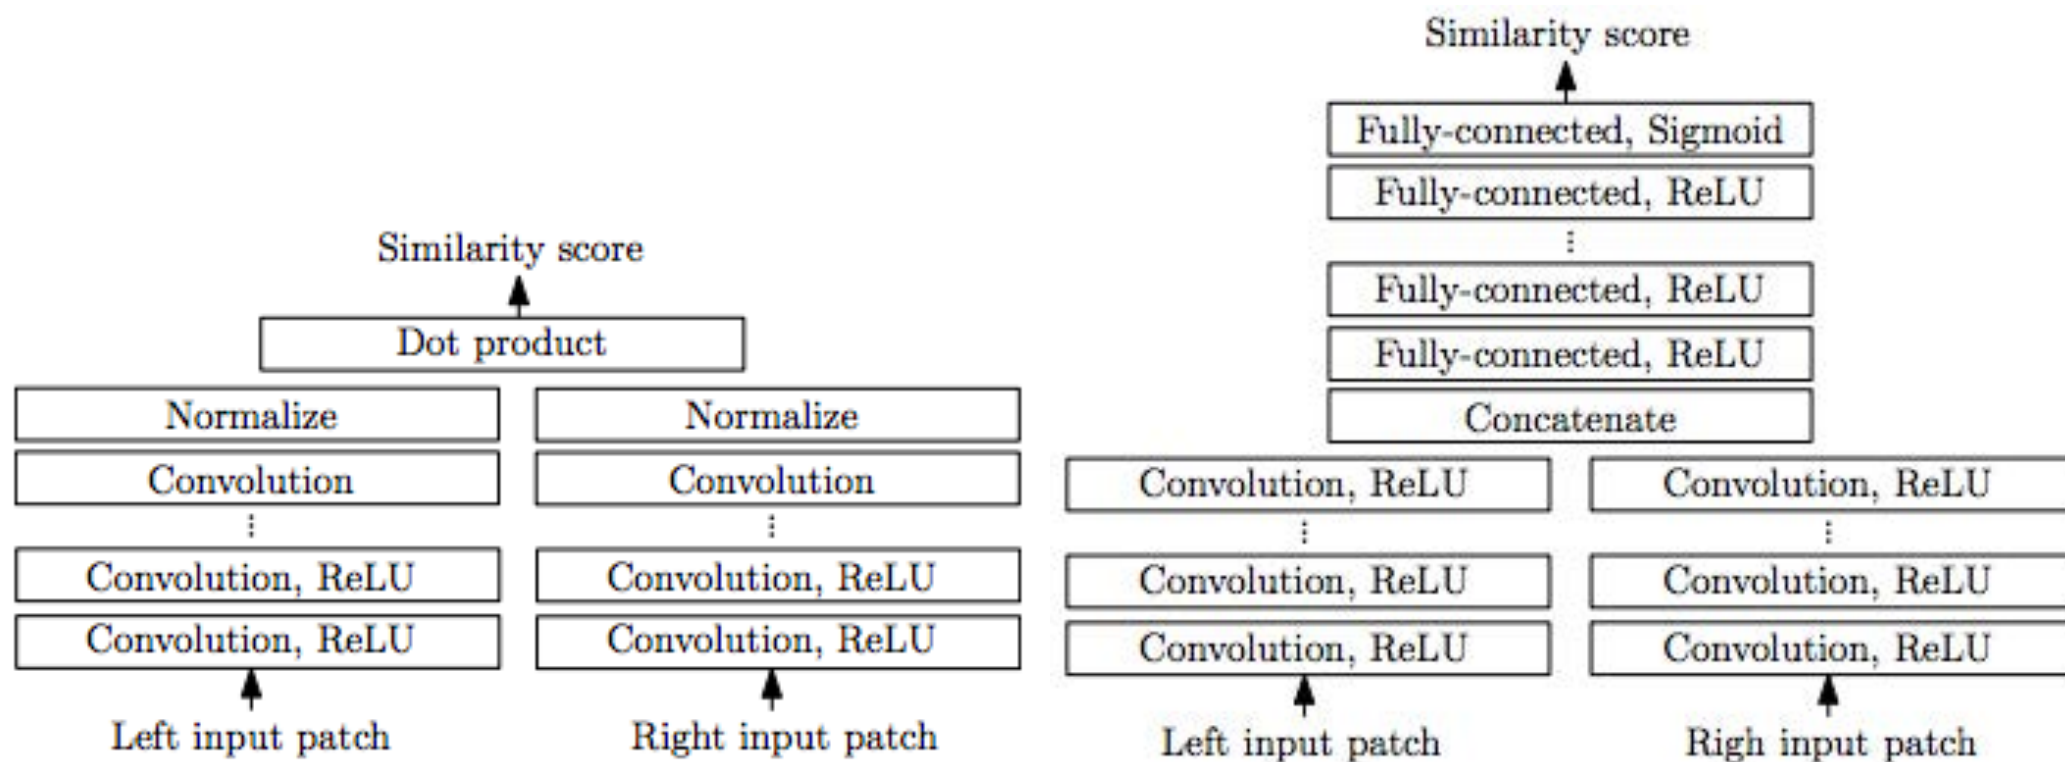 Similarity score
Dot product
Normalize
Normalize
Convolution
Convolution
⋮
⋮
Convolution, ReLU
Convolution, ReLU
Convolution, ReLU
Convolution, ReLU
Left input patch
Right input patch
Similarity score
Fully-connected, Sigmoid
Fully-connected, ReLU
⋮
Fully-connected, ReLU
Fully-connected, ReLU
Concatenate
Convolution, ReLU
Convolution, ReLU
⋮
⋮
Convolution, ReLU
Convolution, ReLU
Convolution, ReLU
Convolution, ReLU
Left input patch
Righ input patch